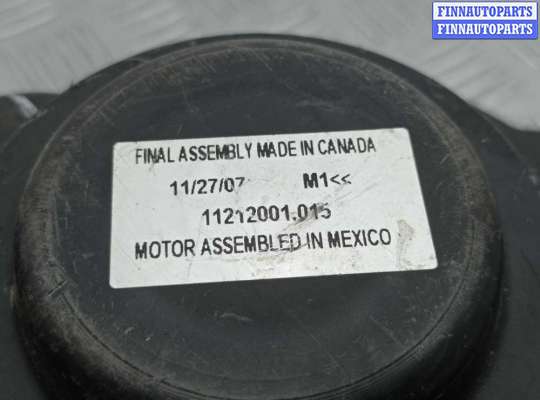 FINNAUTOPARTS
FINNAUTOPARTS
FINAL ASSEMBLY MADE IN CANADA
11/27/07 M1<<
11212001.015
MOTOR ASSEMBLED IN MEXICO